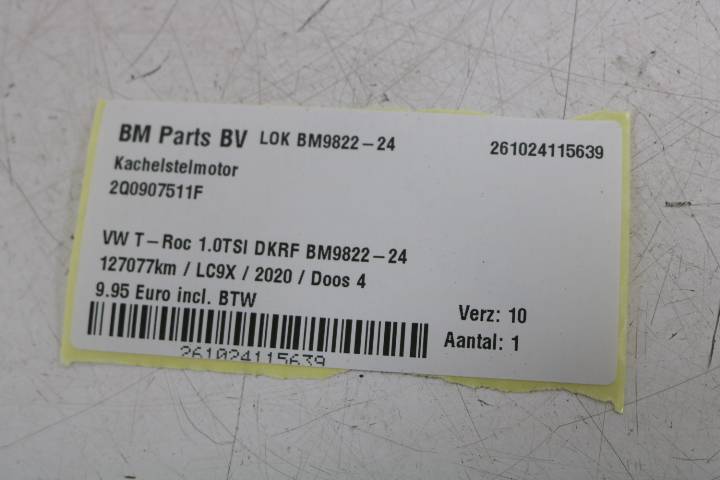 BM Parts BV LOK BM9822-24 261024115639
Kachelstelmotor
2Q0907511F
VW T-Roc 1.0TSI DKRF BM9822-24
127077km / LC9X / 2020 / Doos 4
9.95 Euro incl. BTW
Verz: 10
Aantal: 1
261024115639